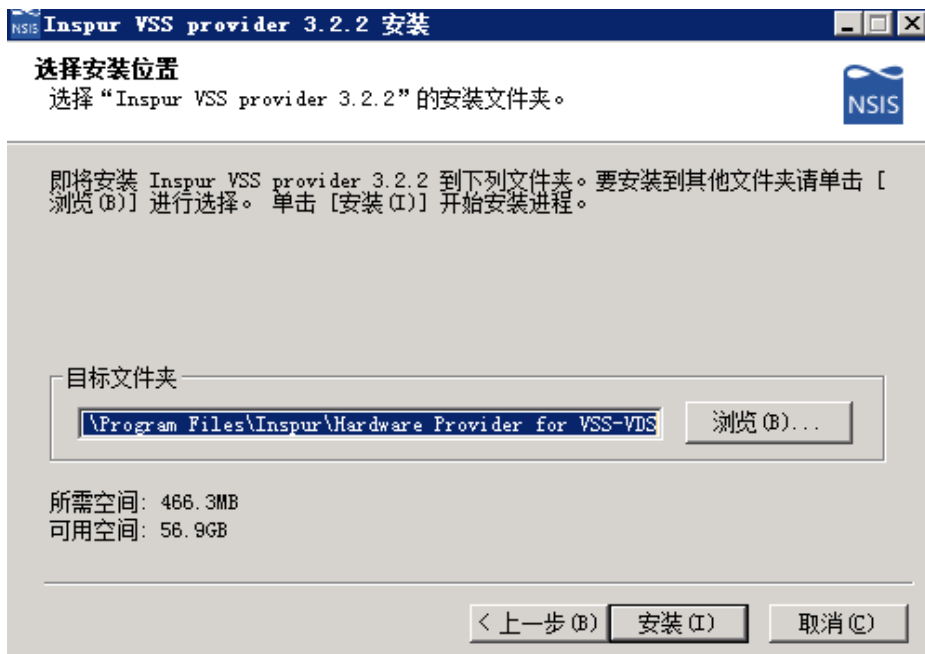 NSIS Inspur VSS provider 3.2.2 安装
选择安装位置
选择“Inspur VSS provider 3.2.2”的安装文件夹。
NSIS
即将安装 Inspur VSS provider 3.2.2 到下列文件夹。要安装到其他文件夹请单击 [
浏览(B)] 进行选择。 单击 [安装(I)] 开始安装进程。
目标文件夹
\Program Files\Inspur\Hardware Provider for VSS-VDS
浏览(B)...
所需空间: 466.3MB
可用空间: 56.9GB
< 上一步(B) 安装(I) 取消(C)